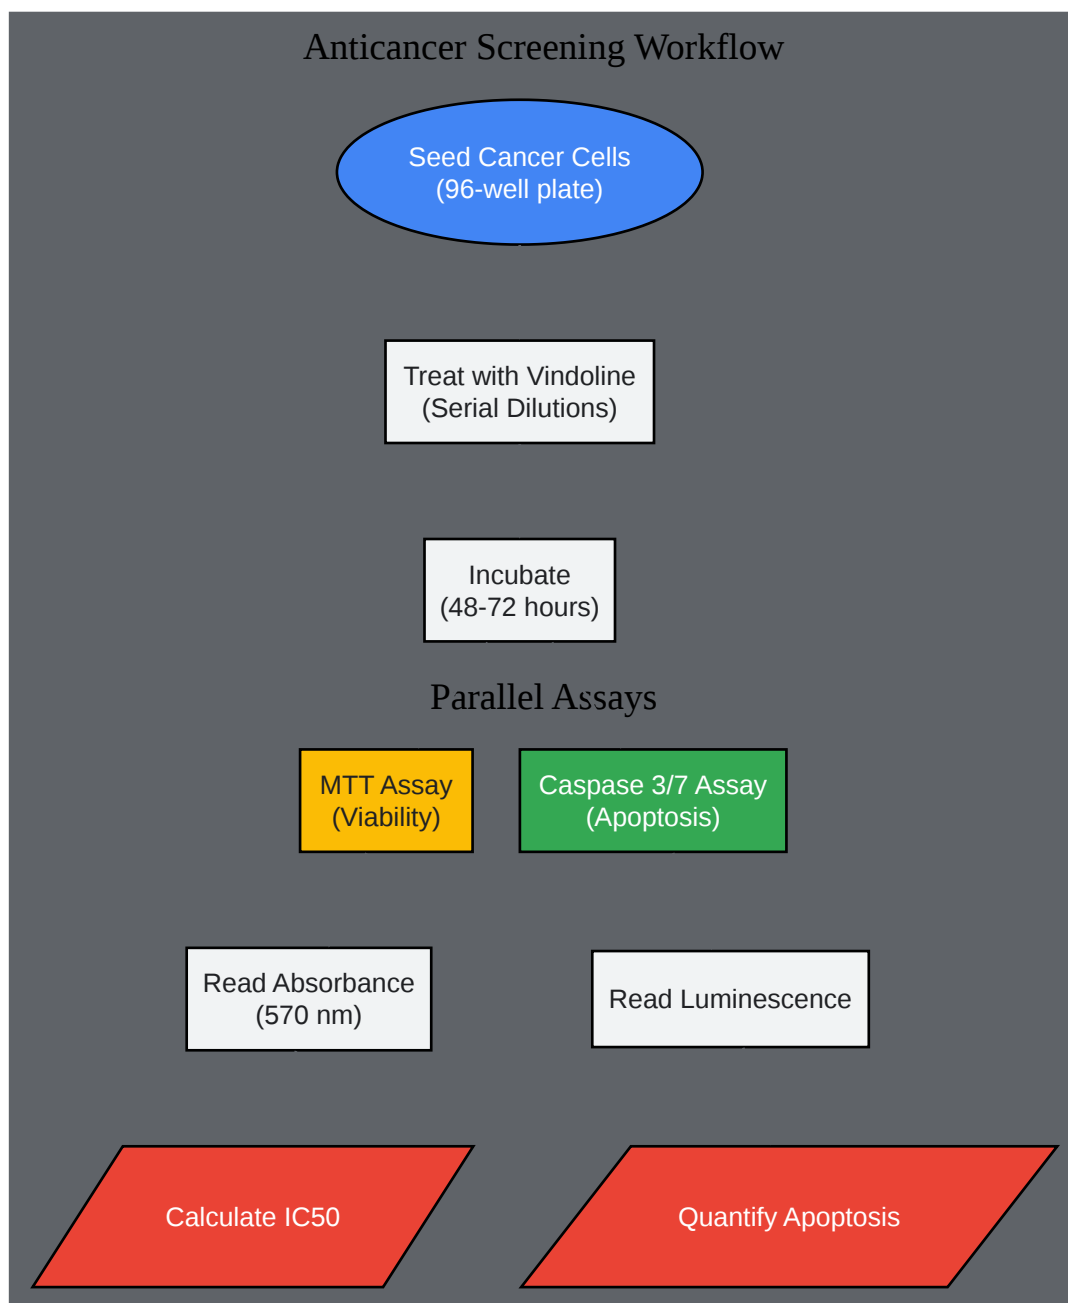 Anticancer Screening Workflow
Seed Cancer Cells
(96-well plate)
Treat with Vindoline
(Serial Dilutions)
Incubate
(48-72 hours)
Parallel Assays
MTT Assay
(Viability)
Caspase 3/7 Assay
(Apoptosis)
Read Absorbance
(570 nm)
Read Luminescence
Calculate IC50
Quantify Apoptosis